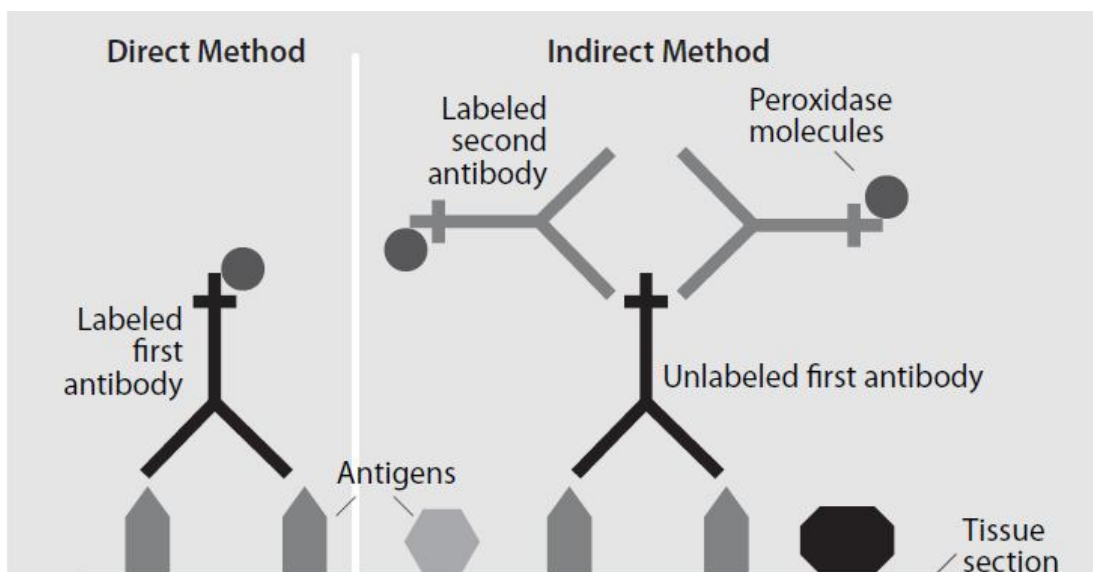 Direct Method
Indirect Method
Labeled
second
antibody
Peroxidase
molecules
Labeled
first
antibody
Unlabeled first antibody
Antigens
Tissue
section